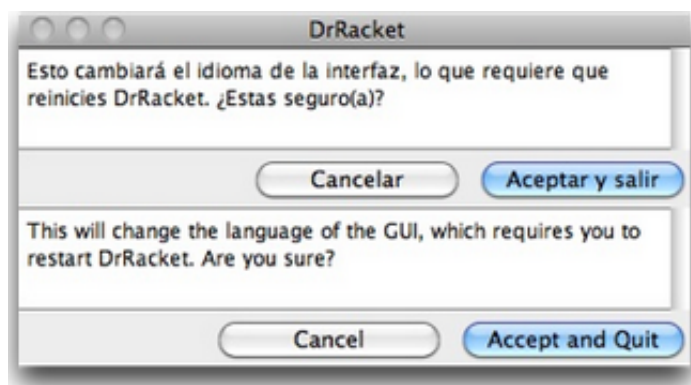 DrRacket
Esto cambiará el idioma de la interfaz, lo que requiere que
reinicies DrRacket. ¿Estas seguro(a)?
Cancelar Aceptar y salir
This will change the language of the GUI, which requires you to
restart DrRacket. Are you sure?
Cancel Accept and Quit